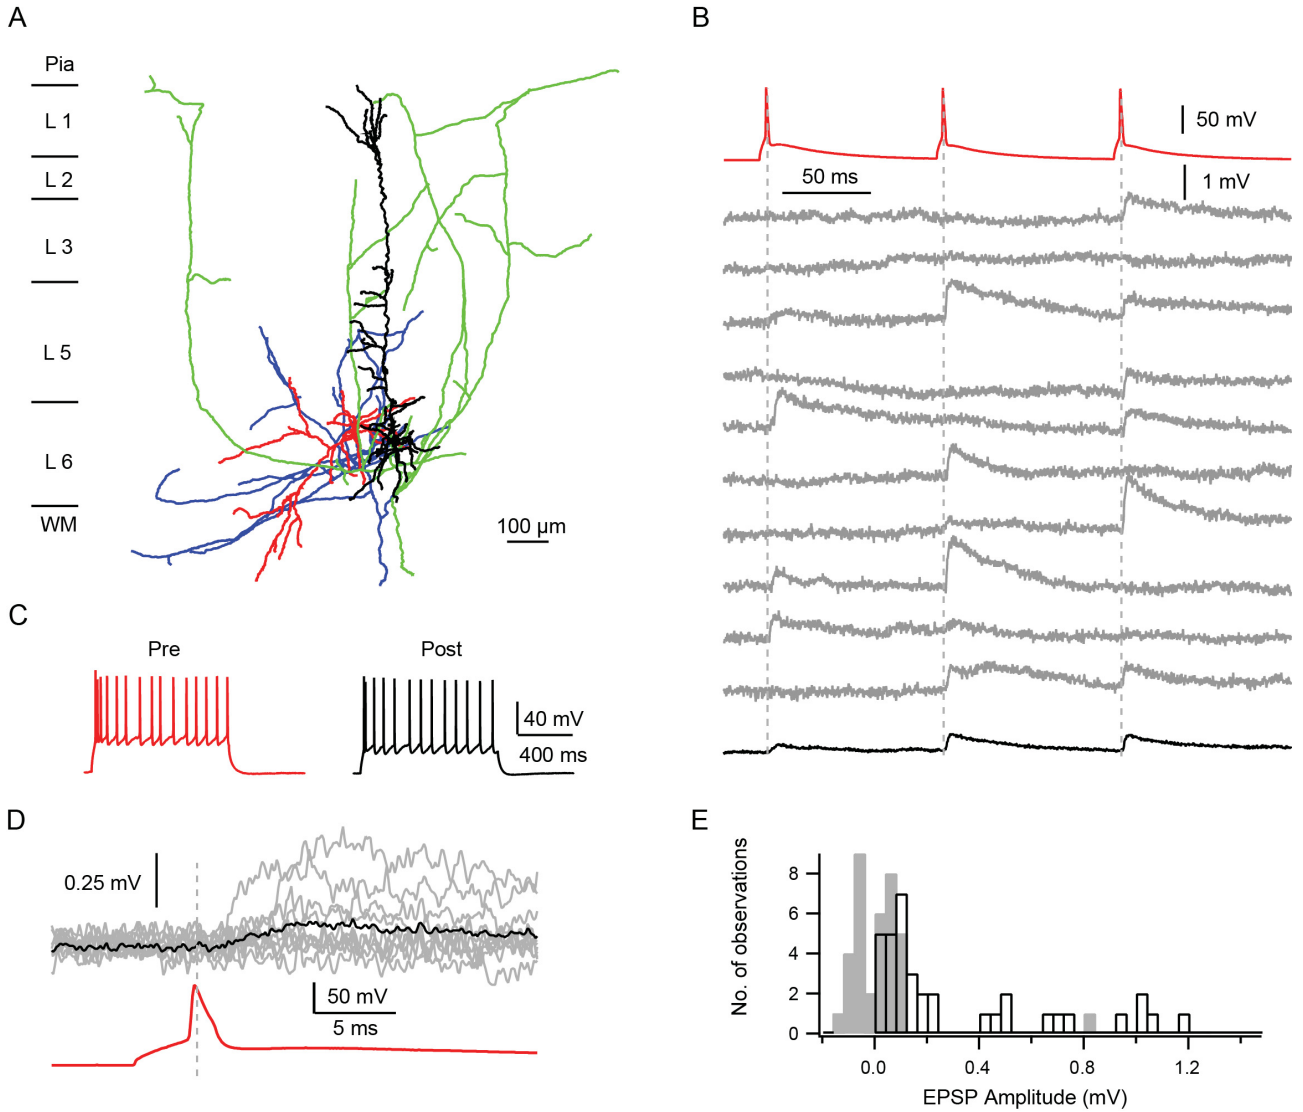 A
Pia
L 1
L 2
L 3
L 5
L 6
WM
100 µm
B
50 mV
50 ms
1 mV
C
Pre
Post
40 mV
400 ms
D
0.25 mV
50 mV
5 ms
E
No. of observations
8
6
4
2
0
0.0
0.4
0.8
1.2
EPSP Amplitude (mV)